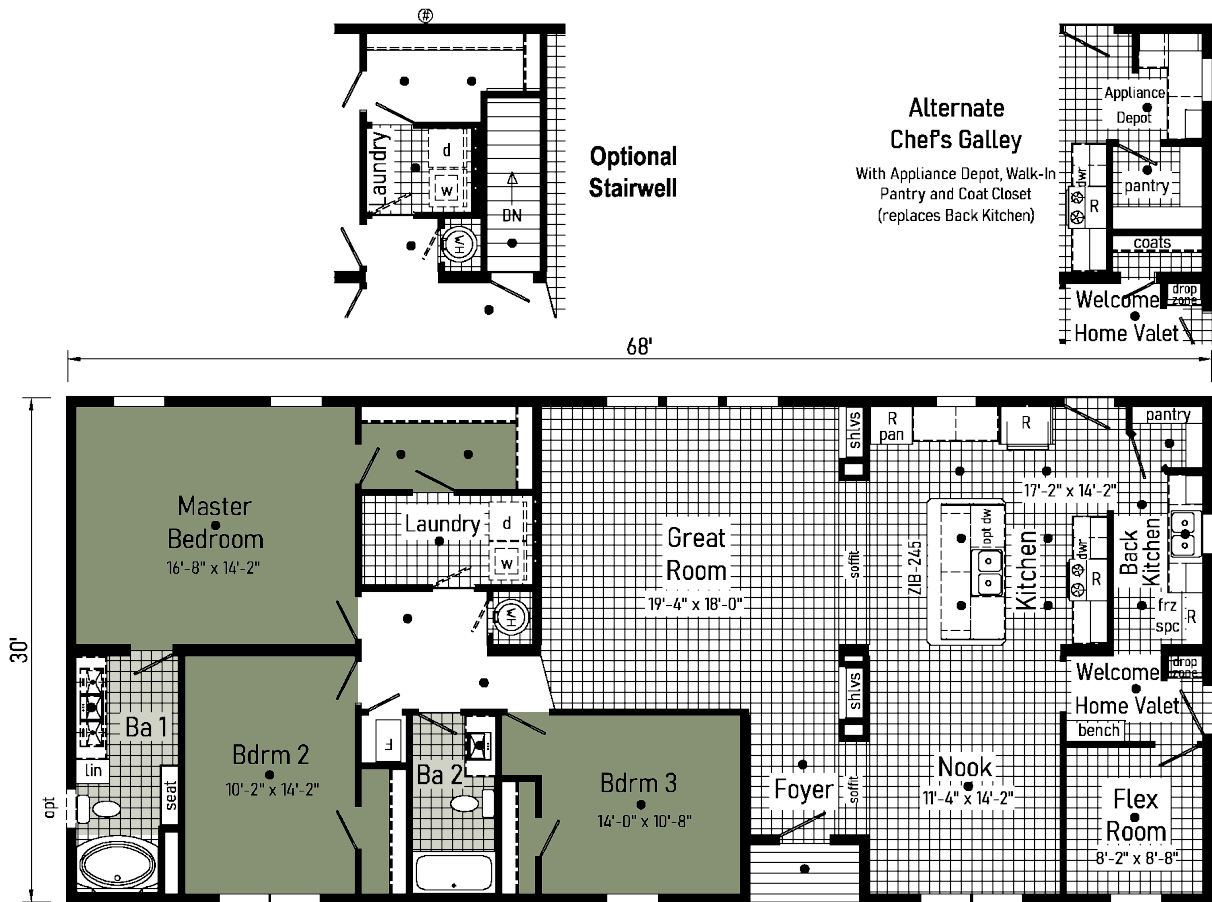 #
Laundry
d
w
WH
DN
Optional
Stairwell
Alternate
Chef's Galley
With Appliance Depot, Walk-In
Pantry and Coat Closet
(replaces Back Kitchen)
Appliance
Depot
pantry
dwr
R
coats
Welcome
Home Valet
drop
zone
68'
30'
Master
Bedroom
16'-8" x 14'-2"
Laundry
d
w
WH
Great
Room
19'-4" x 18'-0"
shlvs
soffit
shlvs
soffit
R
pan
R
17'-2" x 14'-2"
ZIB-245
opt dw
Kitchen
dwr
R
pantry
Back
Kitchen
frz
spc
R
drop
zone
Welcome
Home Valet
bench
Ba 1
lin
opt
seat
Bdrm 2
10'-2" x 14'-2"
F
Ba 2
Bdrm 3
14'-0" x 10'-8"
Foyer
Nook
11'-4" x 14'-2"
Flex
Room
8'-2" x 8'-8"